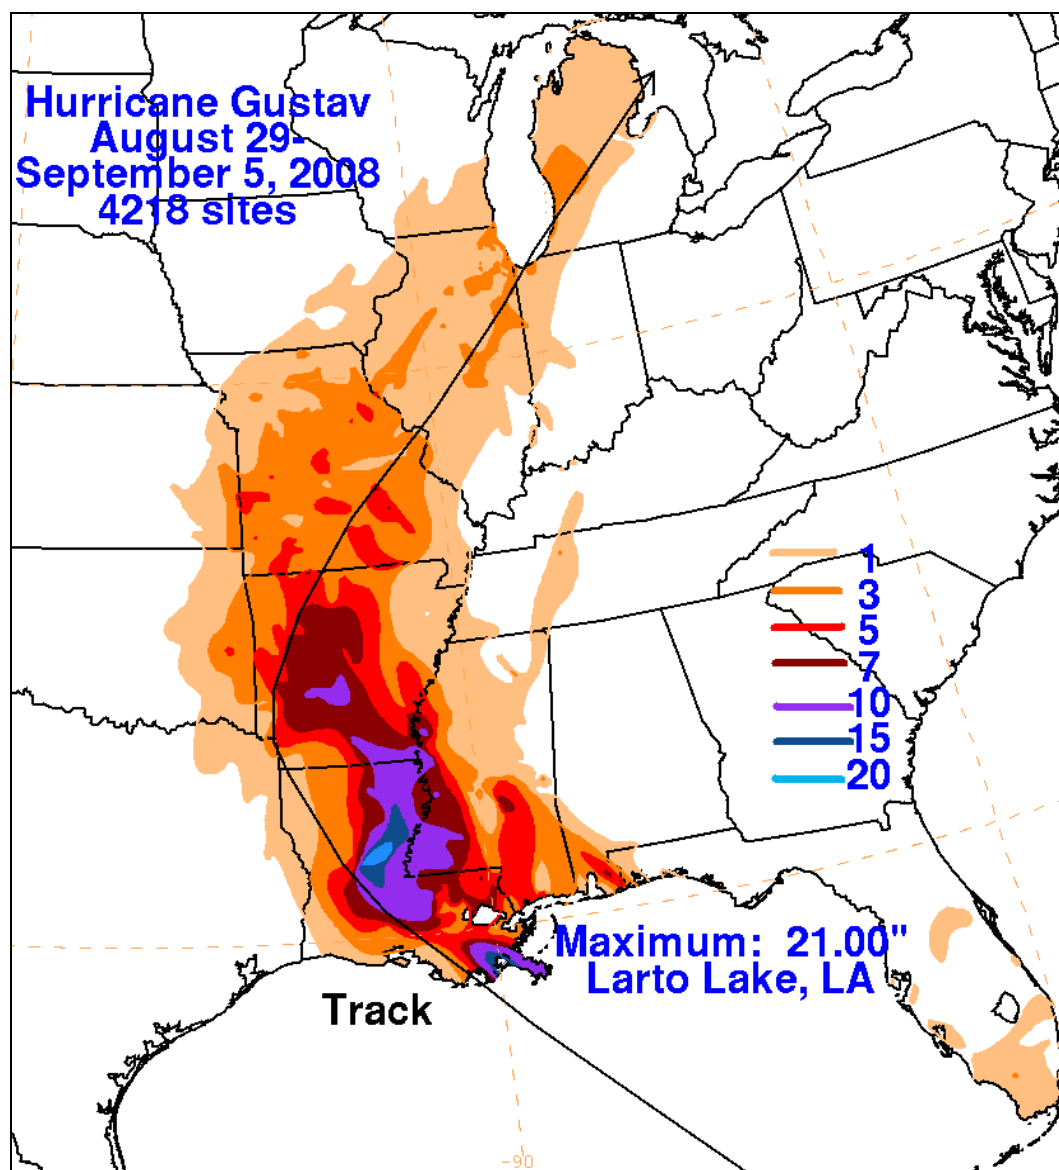 Hurricane Gustav
August 29-
September 5, 2008
4218 sites
1
3
5
7
10
15
20
Maximum:  21.00"
Larto Lake, LA
Track
-90